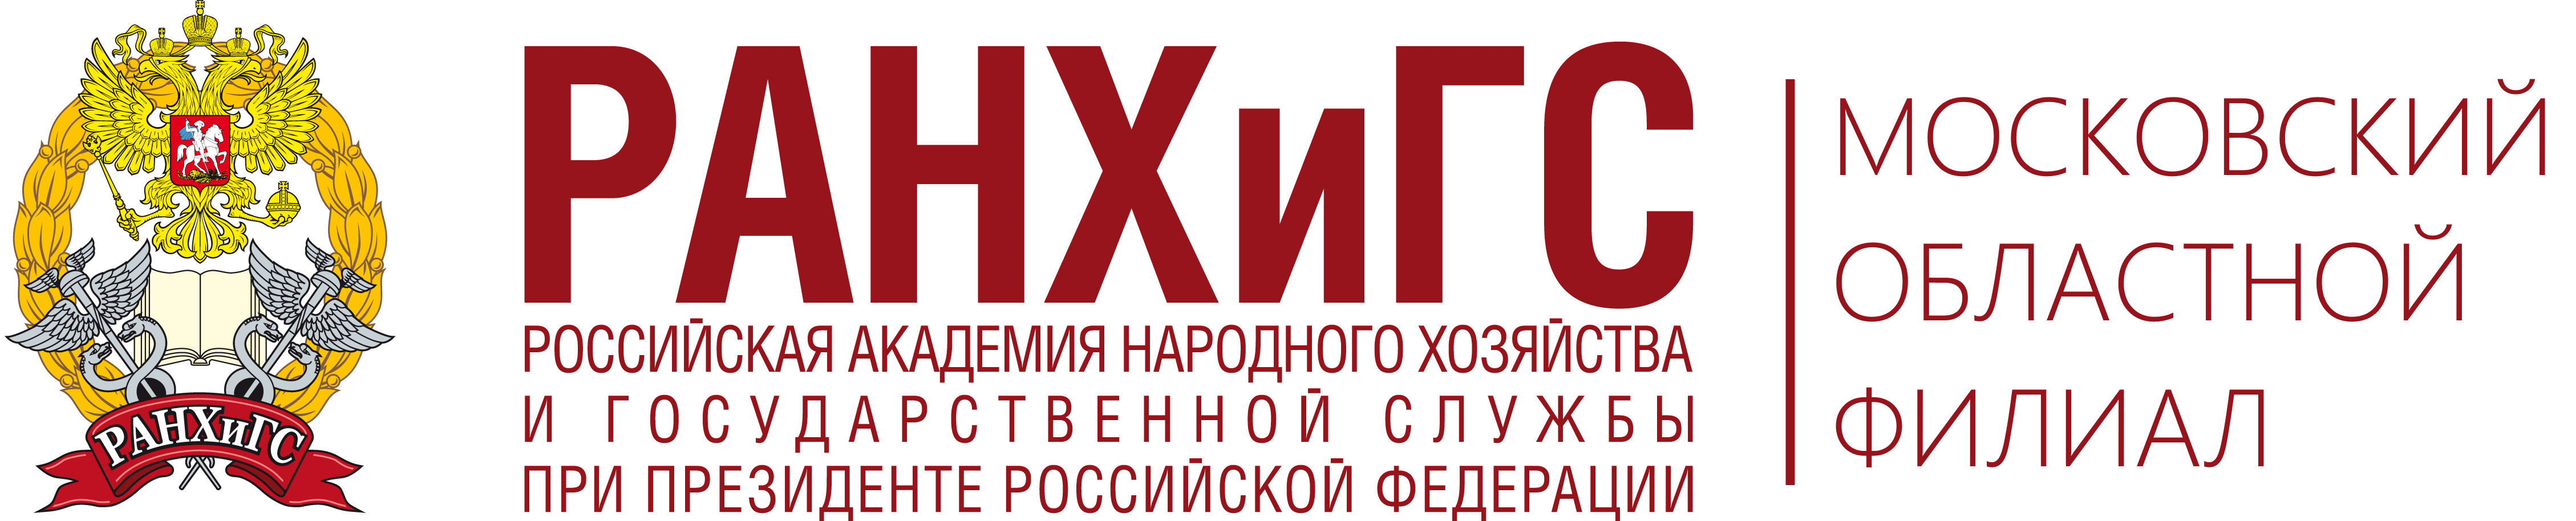 РАНХиГС
РАНХиГС
РОССИЙСКАЯ АКАДЕМИЯ НАРОДНОГО ХОЗЯЙСТВА
И ГОСУДАРСТВЕННОЙ СЛУЖБЫ
ПРИ ПРЕЗИДЕНТЕ РОССИЙСКОЙ ФЕДЕРАЦИИ
МОСКОВСКИЙ
ОБЛАСТНОЙ
ФИЛИАЛ